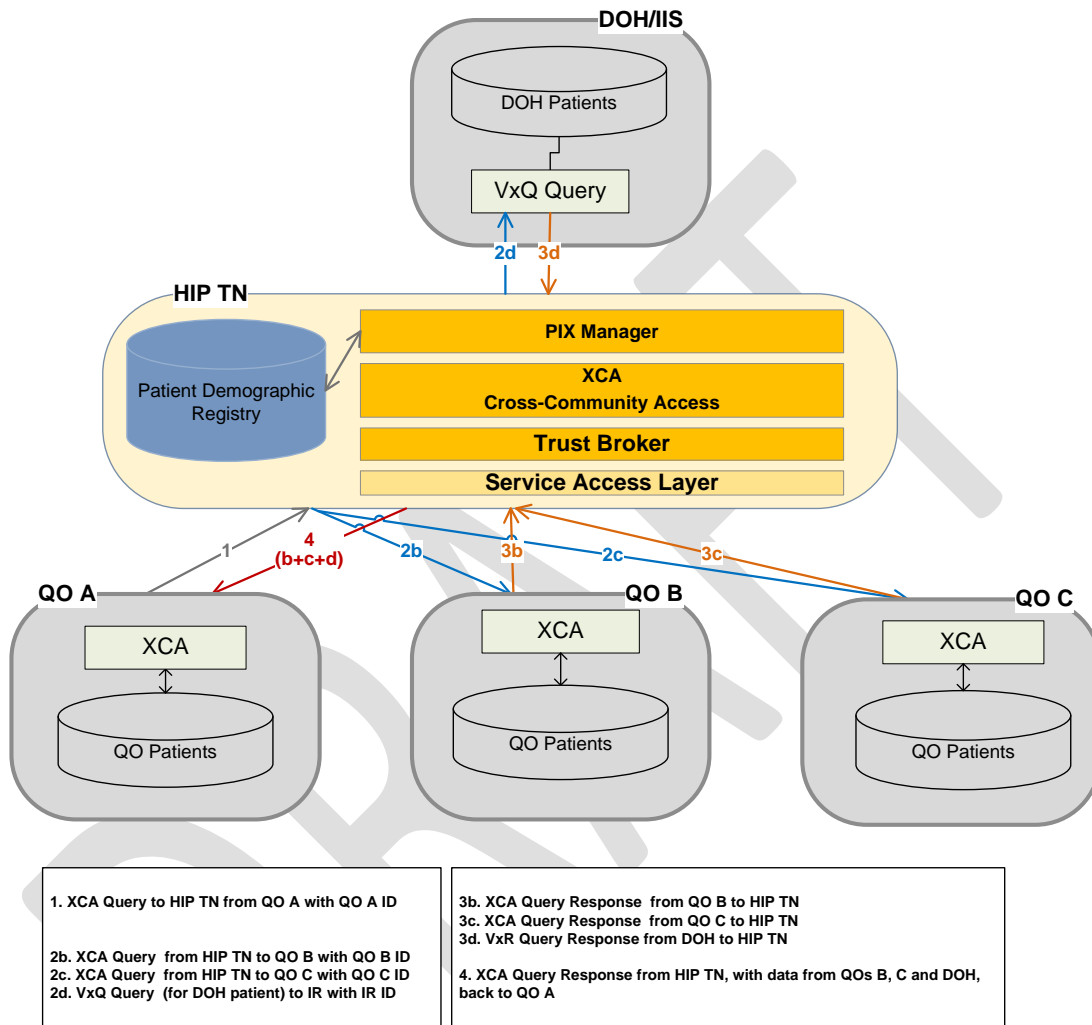 DOH/IIS
DOH Patients
VxQ Query
2d
3d
HIP TN
Patient Demographic
Registry
PIX Manager
XCA
Cross-Community Access
Trust Broker
Service Access Layer
1
4
(b+c+d)
2b
3b
2c
3c
QO A
XCA
QO Patients
QO B
XCA
QO Patients
QO C
XCA
QO Patients
1. XCA Query to HIP TN from QO A with QO A ID
2b. XCA Query from HIP TN to QO B with QO B ID
2c. XCA Query from HIP TN to QO C with QO C ID
2d. VxQ Query (for DOH patient) to IR with IR ID
3b. XCA Query Response from QO B to HIP TN
3c. XCA Query Response from QO C to HIP TN
3d. VxR Query Response from DOH to HIP TN
4. XCA Query Response from HIP TN, with data from QOs B, C and DOH,
back to QO A
DRAFT